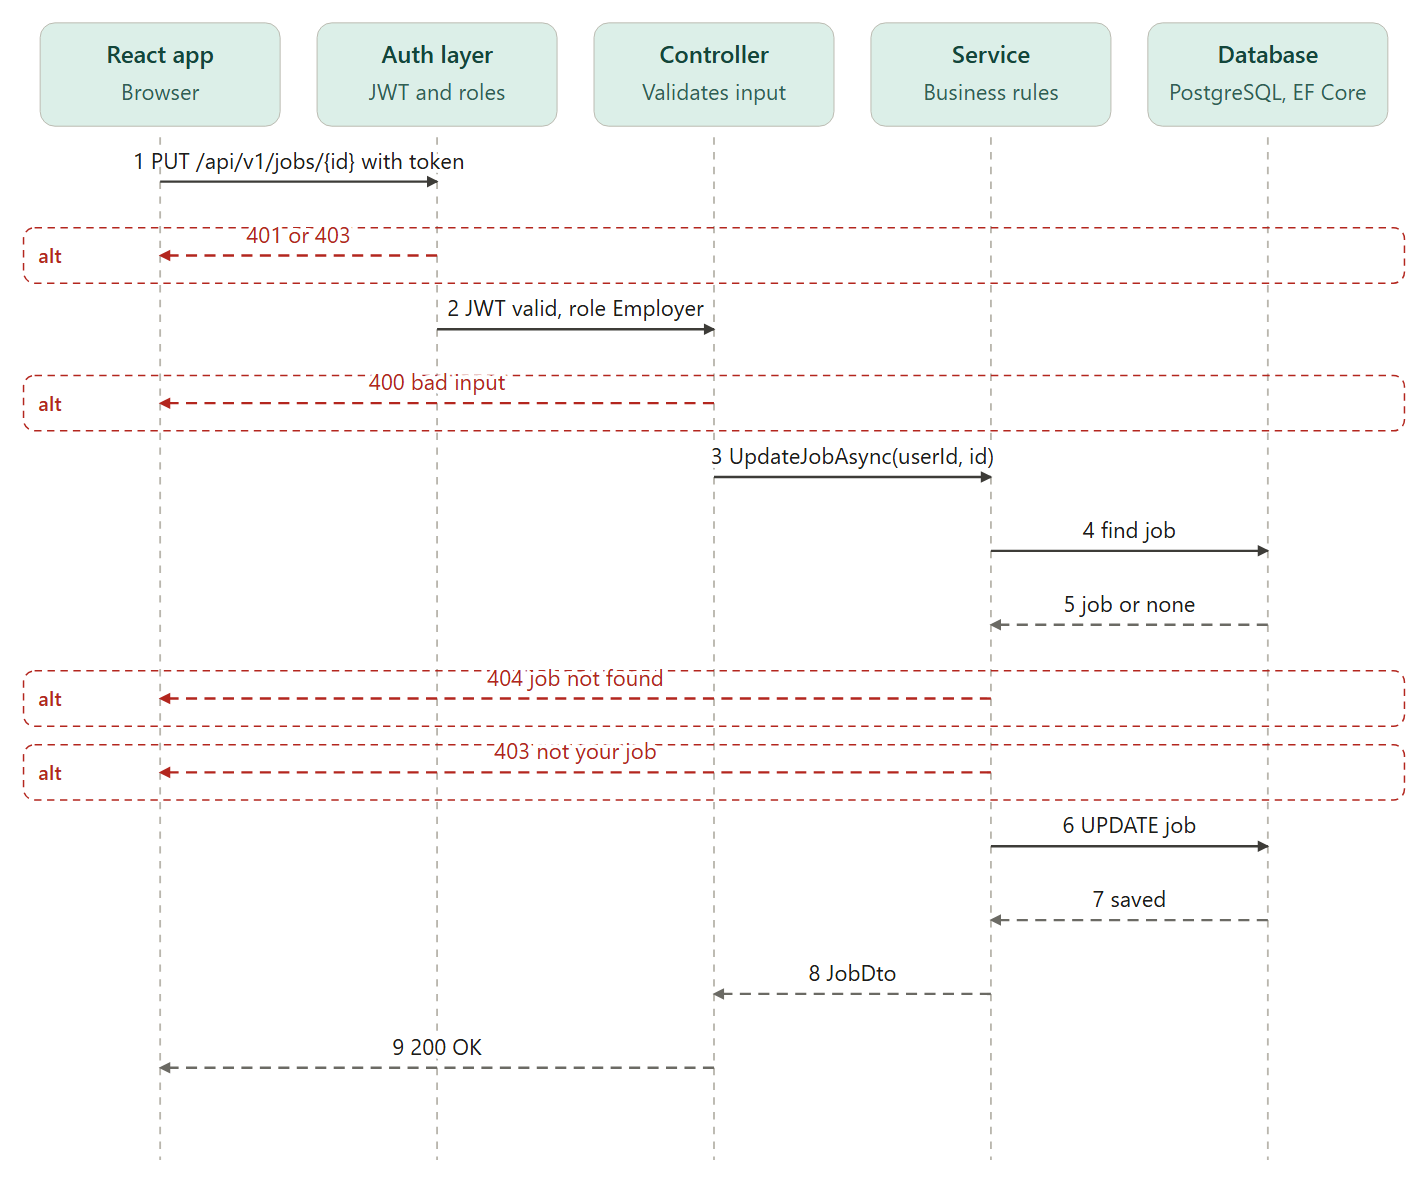 React app
Browser
Auth layer
JWT and roles
Controller
Validates input
Service
Business rules
Database
PostgreSQL, EF Core
1 PUT /api/v1/jobs/{id} with token
401 or 403
alt
2 JWT valid, role Employer
400 bad input
alt
3 UpdateJobAsync(userId, id)
4 find job
5 job or none
404 job not found
alt
403 not your job
alt
6 UPDATE job
7 saved
8 JobDto
9 200 OK